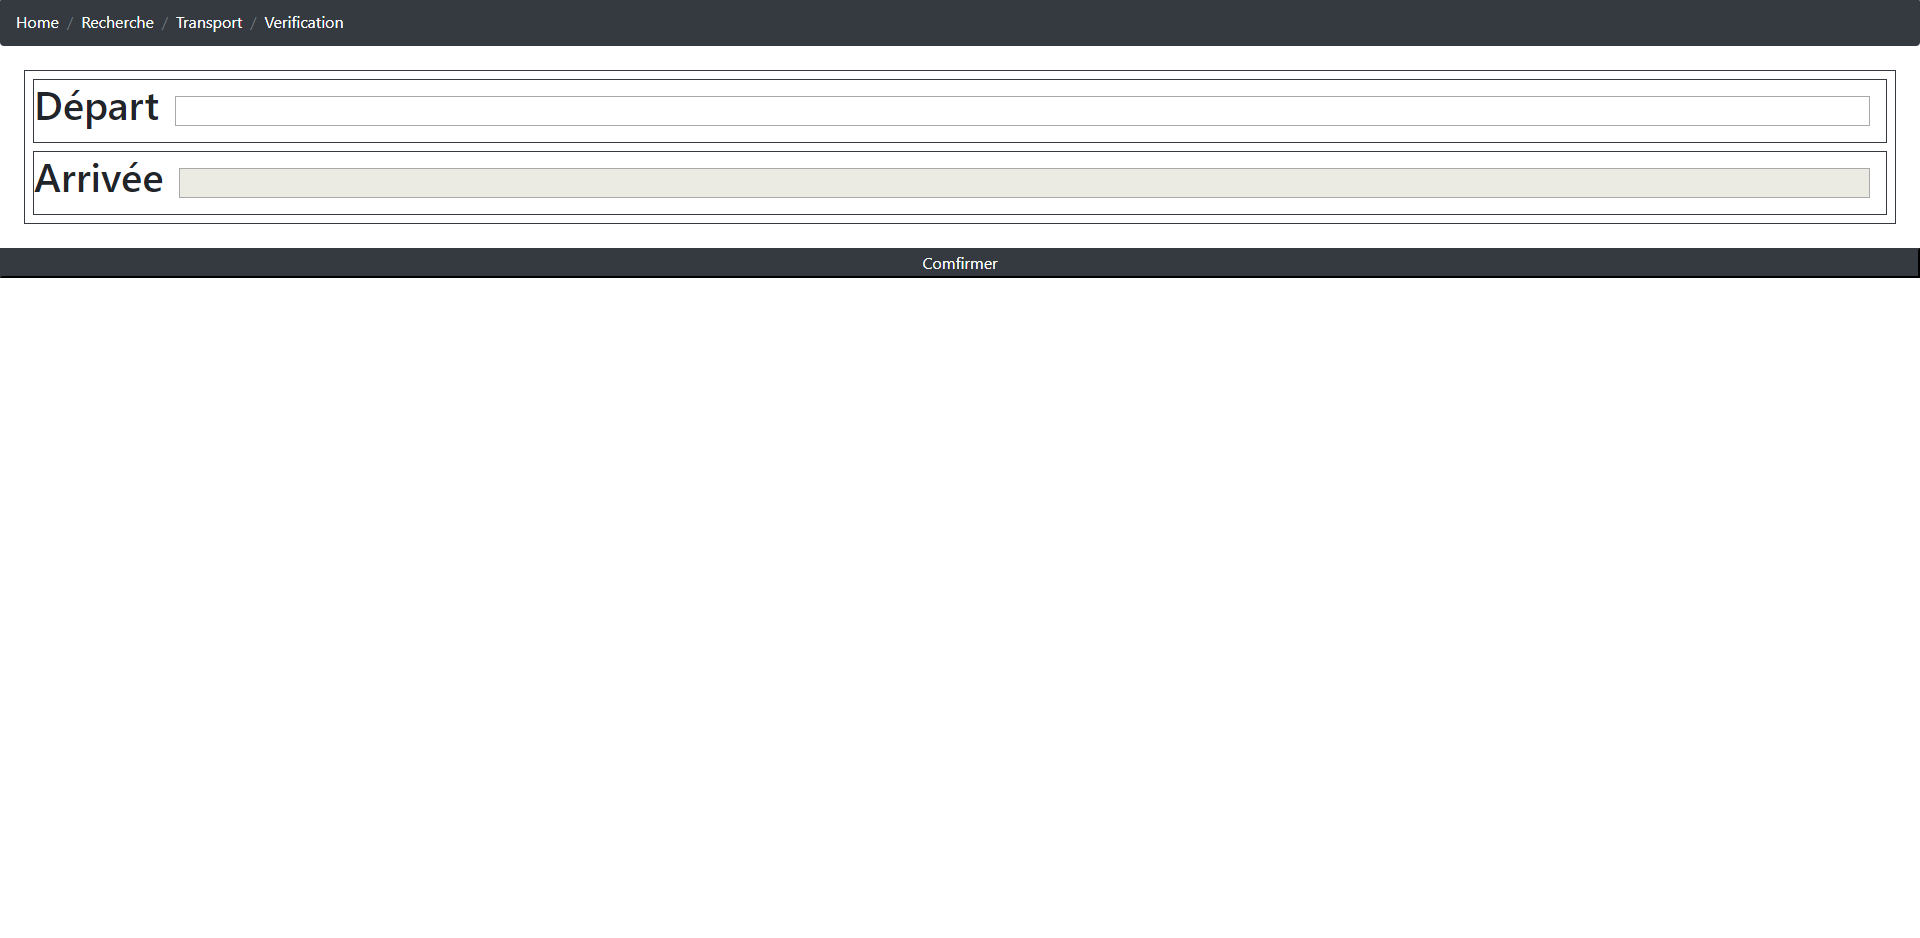 Home / Recherche / Transport / Verification
Départ
Arrivée
Comfirmer